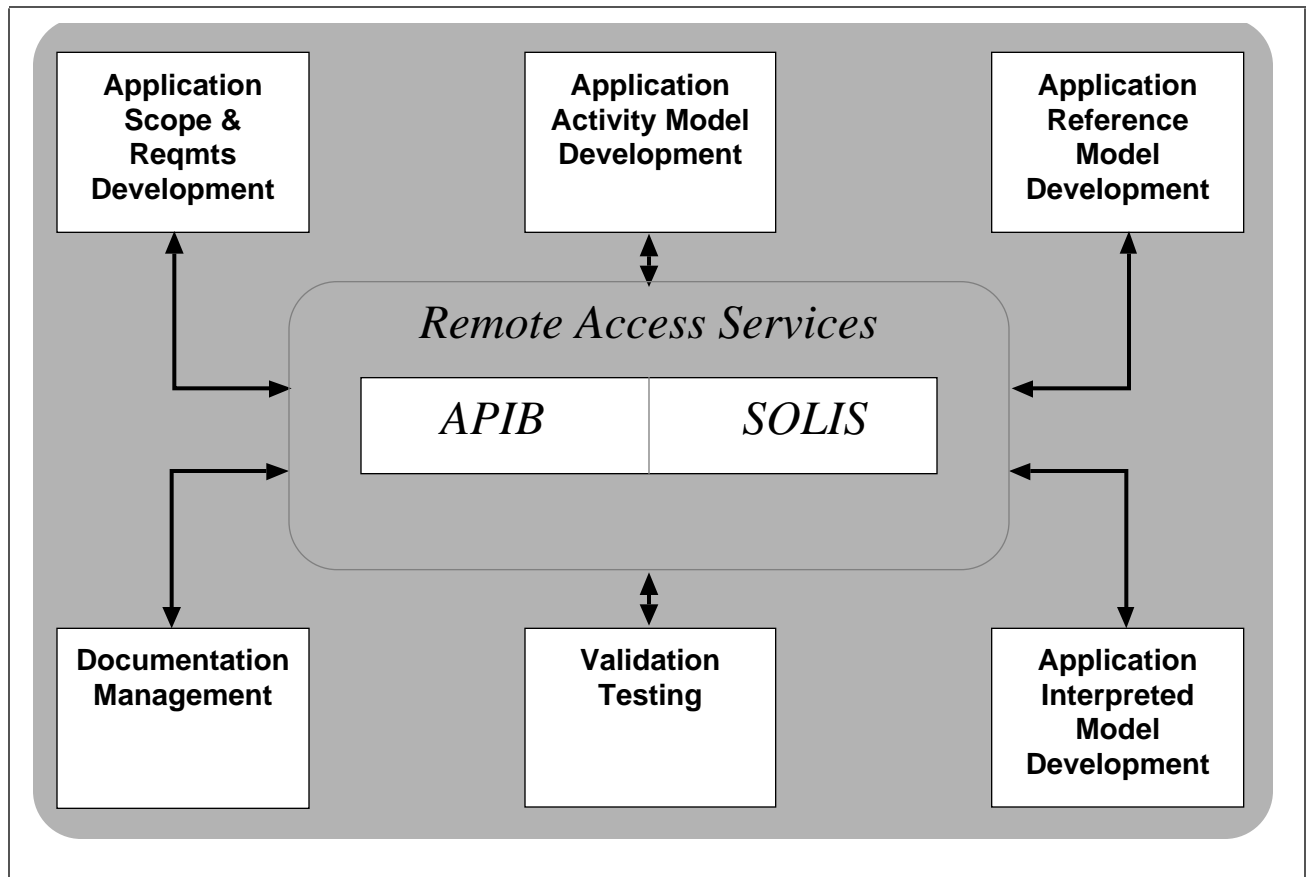 Application
Scope &
Reqmts
Development
Application
Activity Model
Development
Application
Reference
Model
Development
Remote Access Services
APIB
SOLIS
Documentation
Management
Validation
Testing
Application
Interpreted
Model
Development